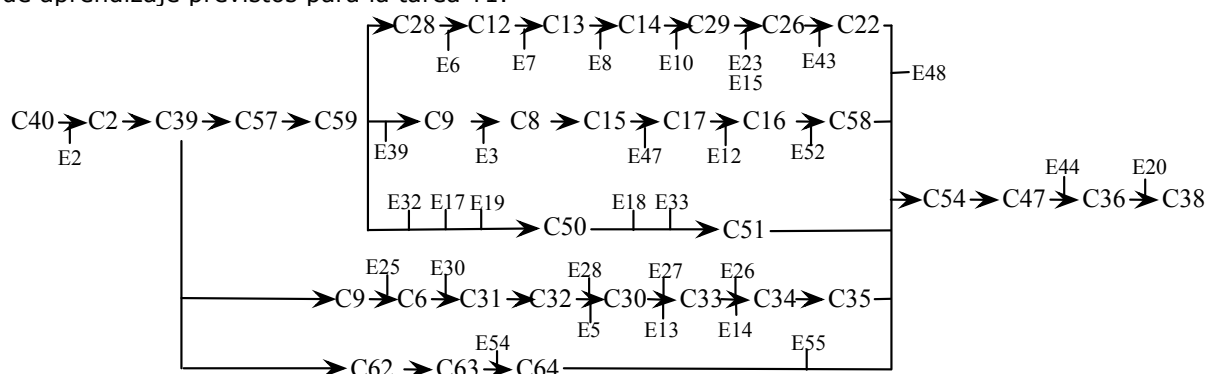 de aprendizaje previstos para la tarea T1.
C28 C12 C13 C14 C29 C26 C22
E6 E7 E8 E10 E23 E43
E15
E48
C40 C2 C39 C57 C59 C9 C8 C15 C17 C16 C58
E2 E39 E3 E47 E12 E52
E44 E20
C54 C47 C36 C38
E32 E17 E19 E18 E33
C50 C51
E25 E30 E28 E27 E26
C9 C6 C31 C32 C30 C33 C34 C35
E5 E13 E14
E54 E55
C62 C63 C64